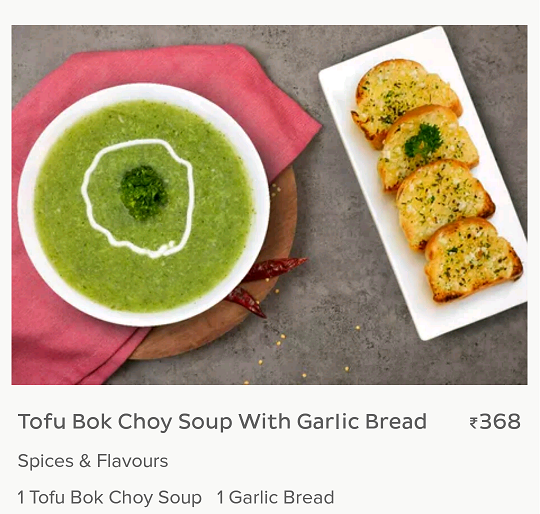 Tofu Bok Choy Soup With Garlic Bread ₹368
Spices & Flavours
1 Tofu Bok Choy Soup 1 Garlic Bread